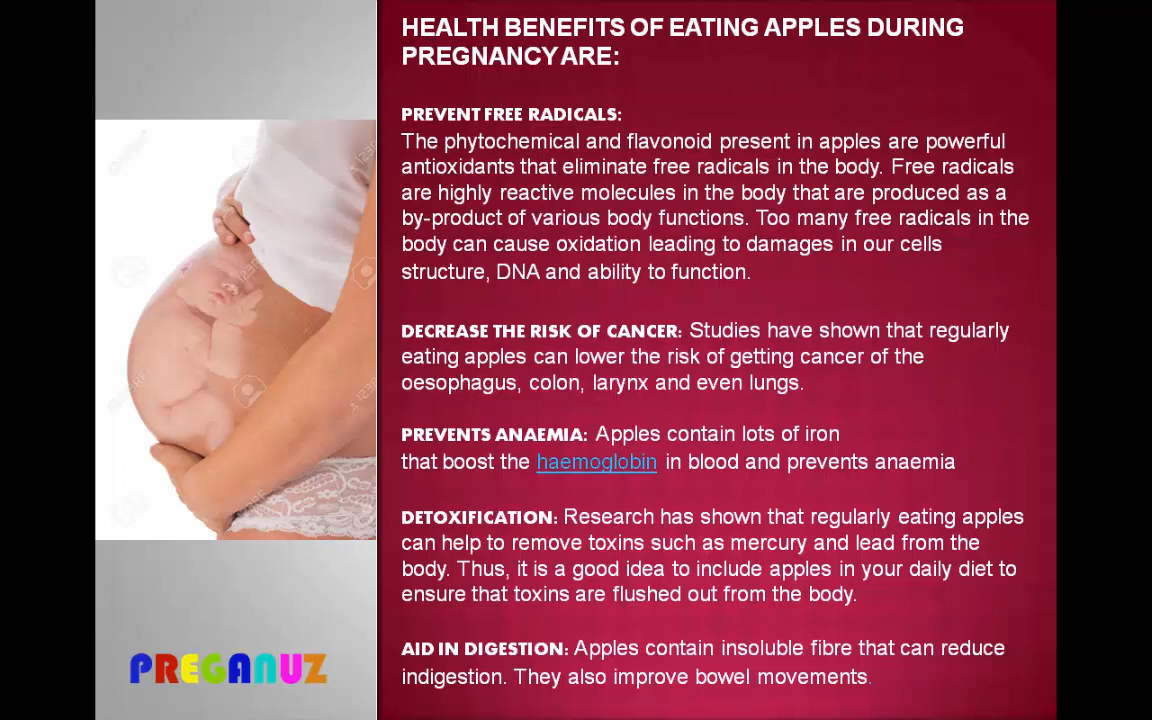 HEALTH BENEFITS OF EATING APPLES DURING
PREGNANCY ARE:
PREVENT FREE RADICALS:
The phytochemical and flavonoid present in apples are powerful
antioxidants that eliminate free radicals in the body. Free radicals
are highly reactive molecules in the body that are produced as a
by-product of various body functions. Too many free radicals in the
body can cause oxidation leading to damages in our cells
structure, DNA and ability to function.
DECREASE THE RISK OF CANCER: Studies have shown that regularly
eating apples can lower the risk of getting cancer of the
oesophagus, colon, larynx and even lungs.
PREVENTS ANAEMIA: Apples contain lots of iron
that boost the haemoglobin in blood and prevents anaemia
DETOXIFICATION: Research has shown that regularly eating apples
can help to remove toxins such as mercury and lead from the
body. Thus, it is a good idea to include apples in your daily diet to
ensure that toxins are flushed out from the body.
AID IN DIGESTION: Apples contain insoluble fibre that can reduce
indigestion. They also improve bowel movements.
PREGANUZ